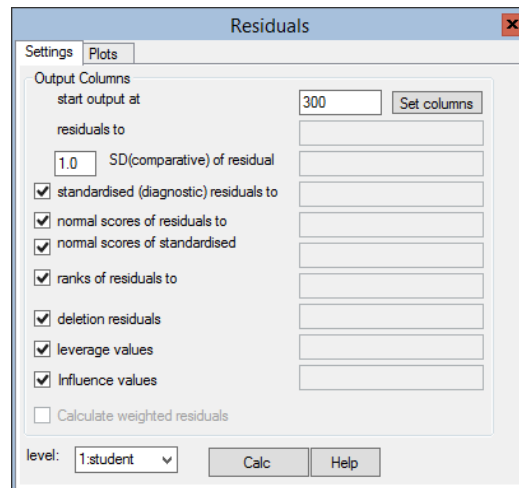 Residuals
Settings Plots
Output Columns
start output at 300 Set columns
residuals to
1.0 SD(comparative) of residual
standardised (diagnostic) residuals to
normal scores of residuals to
normal scores of standardised
ranks of residuals to
deletion residuals
leverage values
Influence values
Calculate weighted residuals
level: 1:student Calc Help